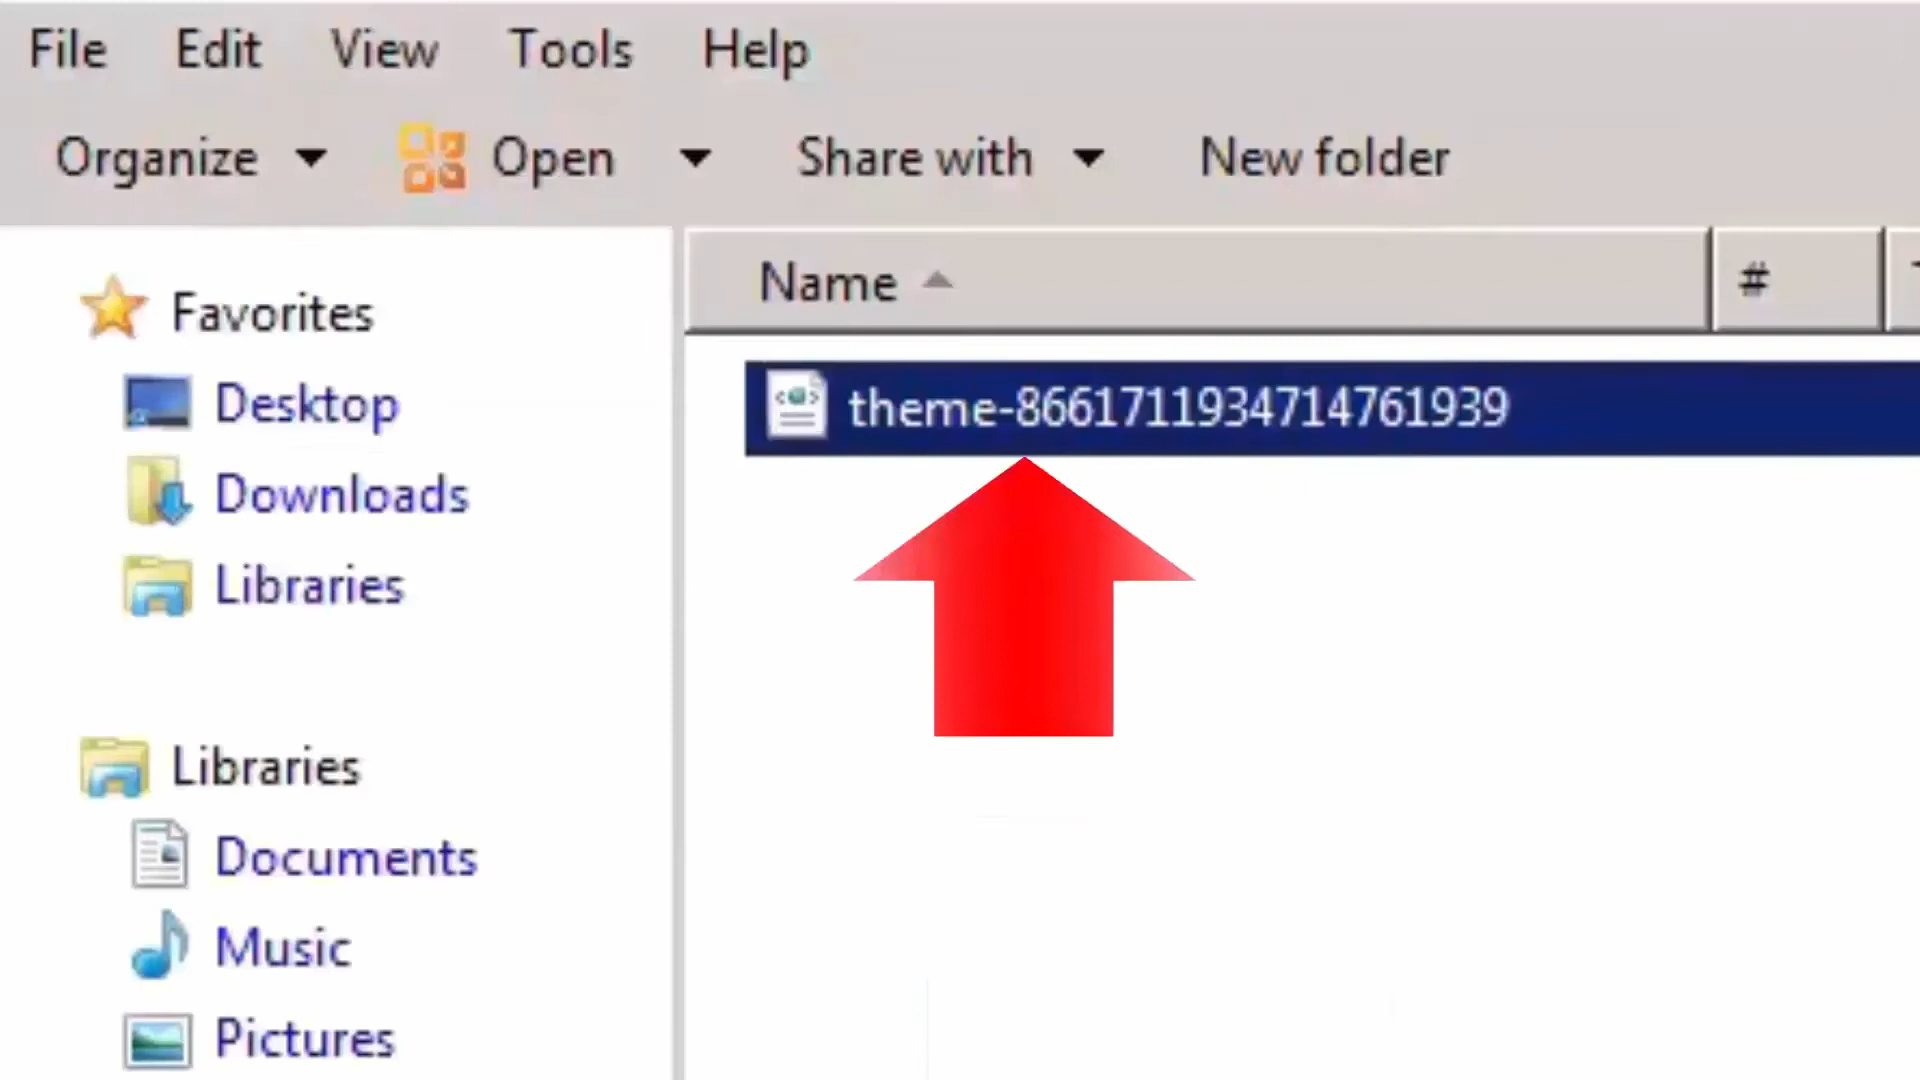 File Edit View Tools Help
Organize Open Share with New folder
Name #
Favorites
Desktop
Downloads
Libraries
Libraries
Documents
Music
Pictures
theme-8661711934714761939